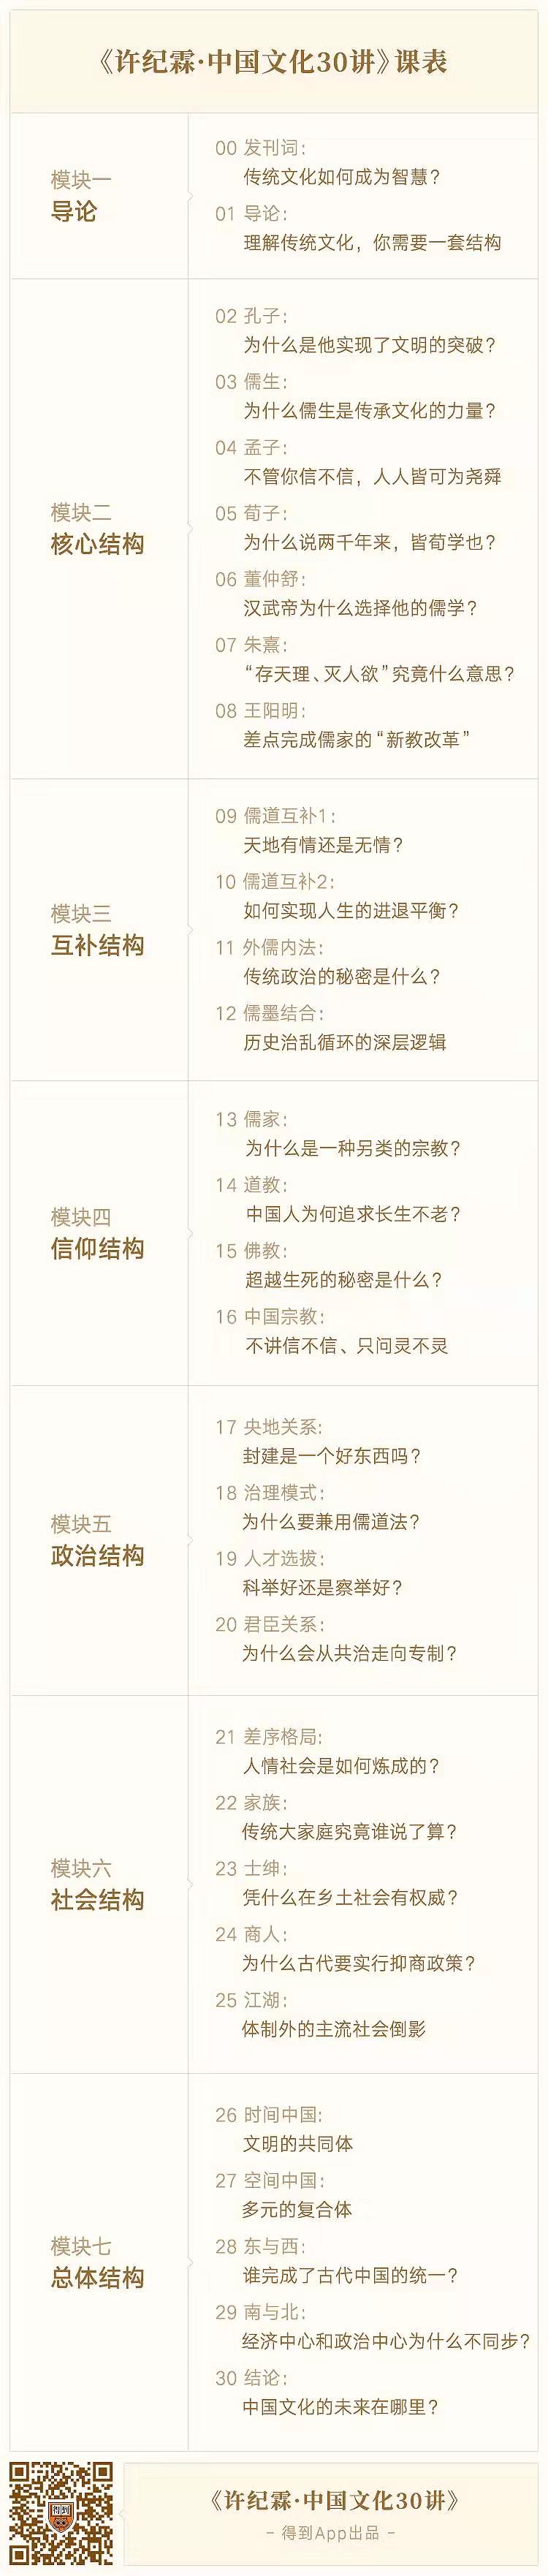 《许纪霖·中国文化30讲》课表
模块一
导论
00 发刊词：
传统文化如何成为智慧？
01 导论：
理解传统文化，你需要一套结构
模块二
核心结构
02 孔子：
为什么是他实现了文明的突破？
03 儒生：
为什么儒生是传承文化的力量？
04 孟子：
不管你信不信，人人皆可为尧舜
05 荀子：
为什么说两千年来，皆荀学也？
06 董仲舒：
汉武帝为什么选择他的儒学？
07 朱熹：
“存天理、灭人欲”究竟什么意思？
08 王阳明：
差点完成儒家的“新教改革”
模块三
互补结构
09 儒道互补1：
天地有情还是无情？
10 儒道互补2：
如何实现人生的进退平衡？
11 外儒内法：
传统政治的秘密是什么？
12 儒墨结合：
历史治乱循环的深层逻辑
模块四
信仰结构
13 儒家：
为什么是一种另类的宗教？
14 道教：
中国人为何追求长生不老？
15 佛教：
超越生死的秘密是什么？
16 中国宗教：
不讲信不信、只问灵不灵
模块五
政治结构
17 央地关系：
封建是一个好东西吗？
18 治理模式：
为什么要兼用儒道法？
19 人才选拔：
科举好还是察举好？
20 君臣关系：
为什么会从共治走向专制？
模块六
社会结构
21 差序格局：
人情社会是如何炼成的？
22 家族：
传统大家庭究竟谁说了算？
23 士绅：
凭什么在乡土社会有权威？
24 商人：
为什么古代要实行抑商政策？
25 江湖：
体制外的主流社会倒影
模块七
总体结构
26 时间中国：
文明的共同体
27 空间中国：
多元的复合体
28 东与西：
谁完成了古代中国的统一？
29 南与北：
经济中心和政治中心为什么不同步？
30 结论：
中国文化的未来在哪里？
得到
《许纪霖·中国文化30讲》
- 得到App出品 -